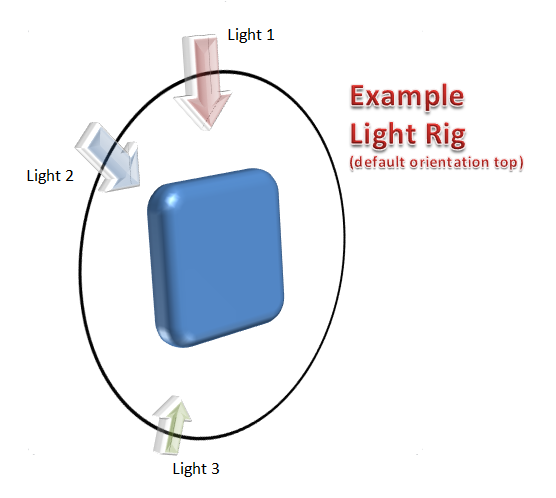 Light 1
Example
Light Rig
(default orientation top)
Light 2
Light 3